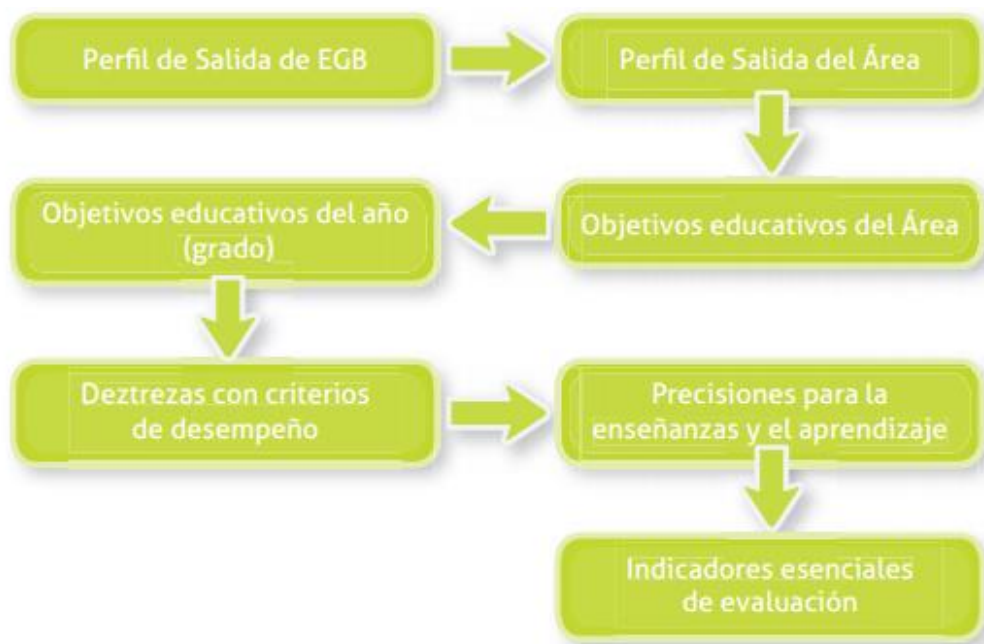 Perfil de Salida de EGB
Perfil de Salida del Área
Objetivos educativos del Área
Objetivos educativos del año
(grado)
Deztrezas con criterios
de desempeño
Precisiones para la
enseñanzas y el aprendizaje
Indicadores esenciales
de evaluación